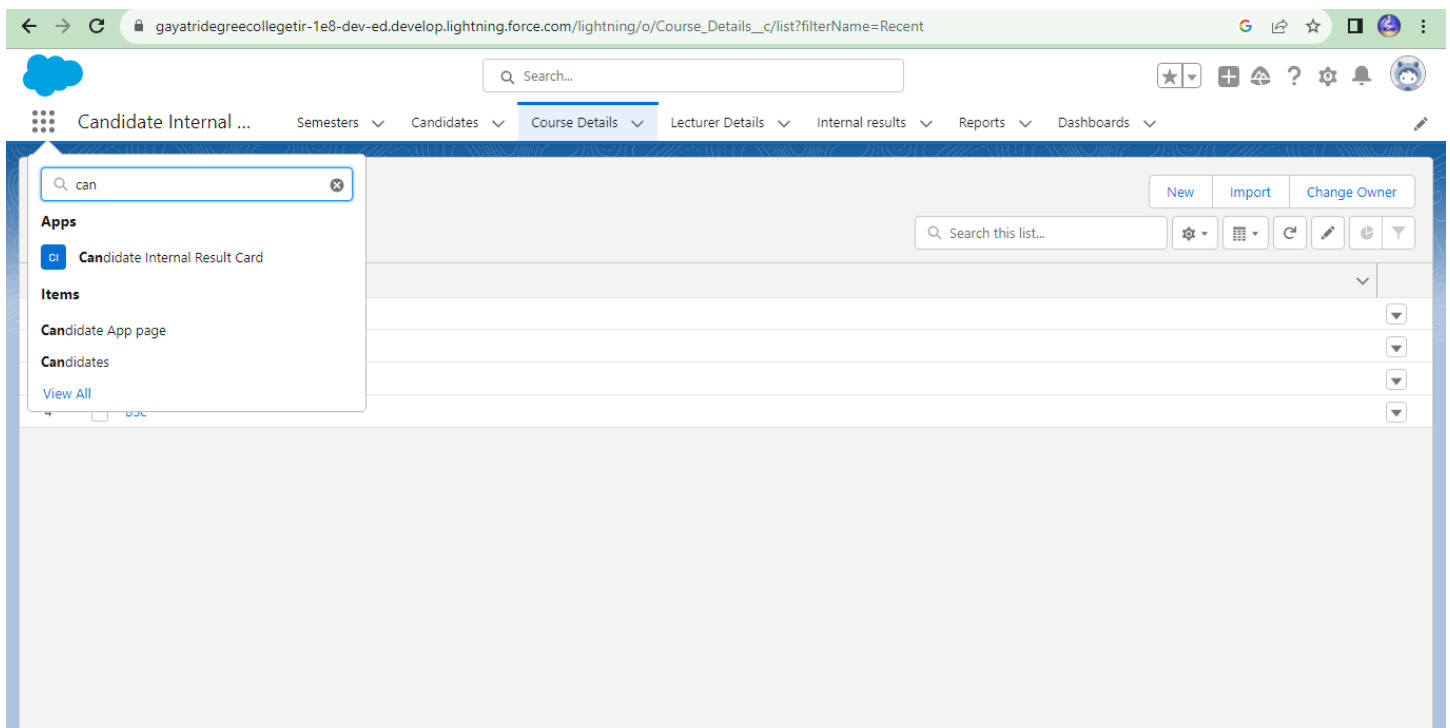 gayatridegreecollegetir-1e8-dev-ed.develop.lightning.force.com/lightning/o/Course_Details__c/list?filterName=Recent
Search...
Candidate Internal ... Semesters Candidates Course Details Lecturer Details Internal results Reports Dashboards
can
New Import Change Owner
Apps
Search this list...
CI Candidate Internal Result Card
Items
Candidate App page
Candidates
View All
4 BSc